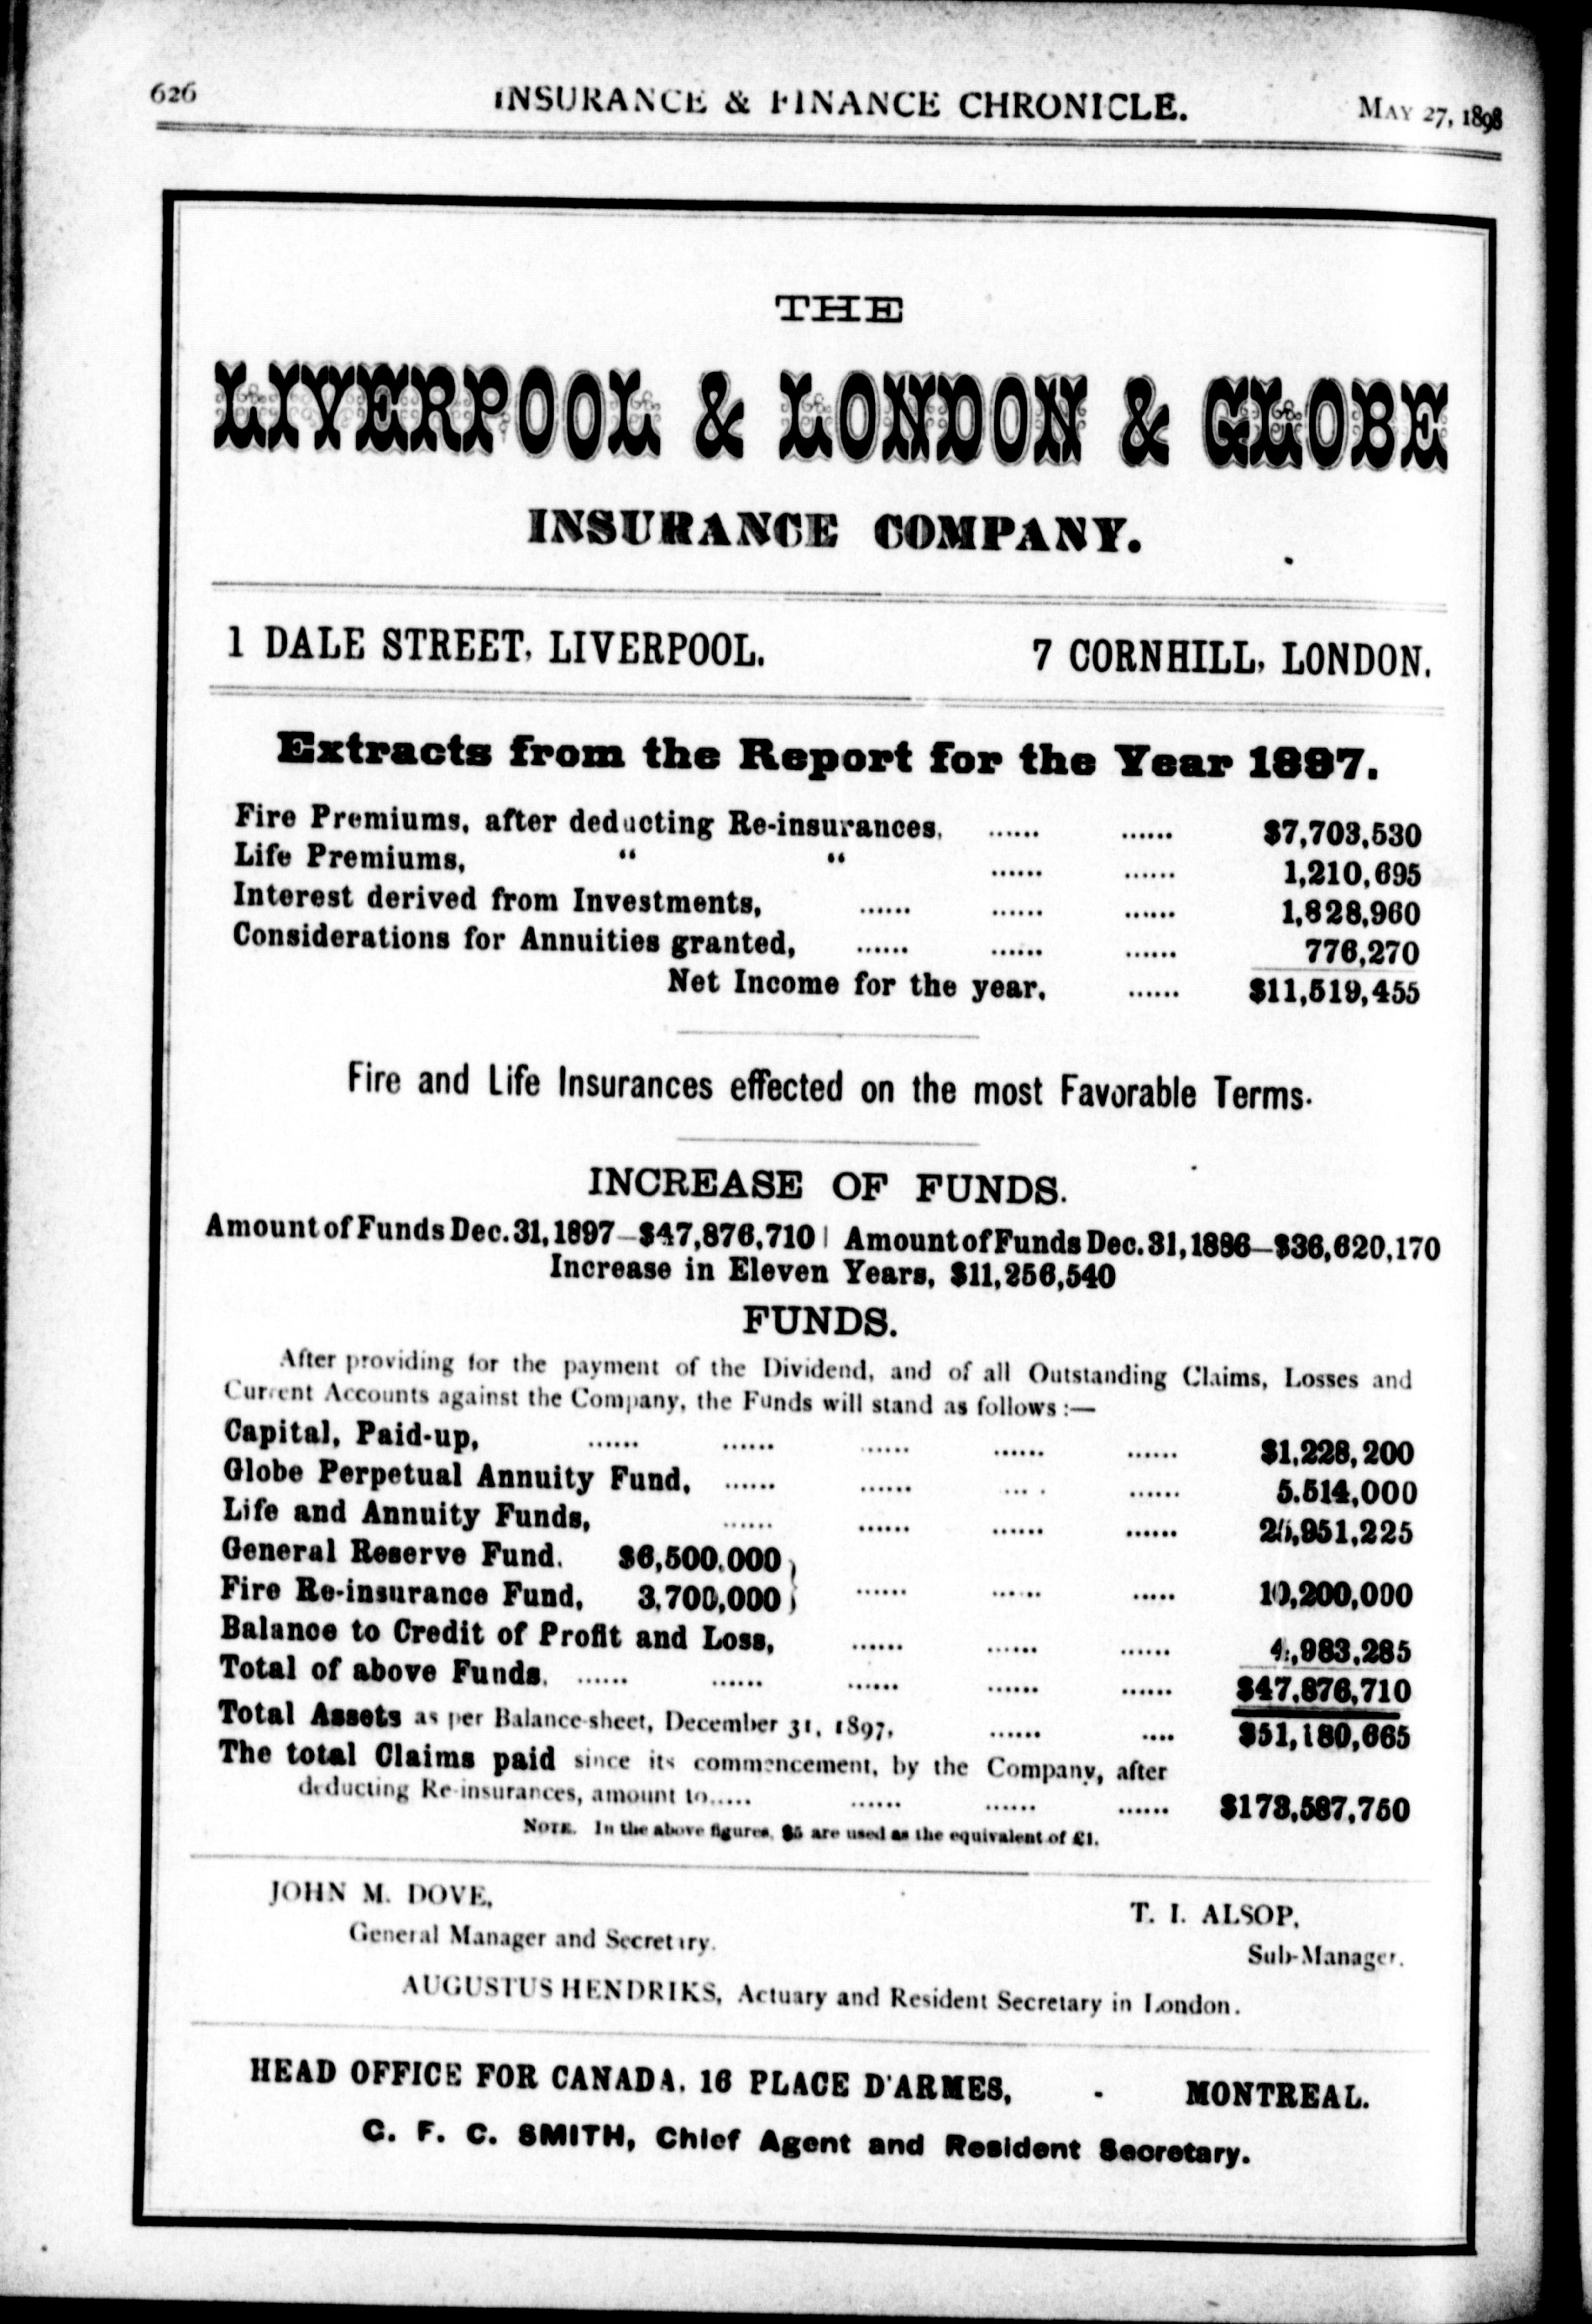 626 INSURANCE & FINANCE CHRONICLE. MAY 27, 1898
THE
LIVERPOOL & LONDON & GLOBE
INSURANCE COMPANY.
1 DALE STREET, LIVERPOOL. 7 CORNHILL, LONDON.
Extracts from the Report for the Year 1897.
Fire Premiums, after deducting Re-insurances, ...... ...... $7,703,530
Life Premiums, “ “ ...... ...... 1,210,695
Interest derived from Investments, ...... ...... ...... 1,828,960
Considerations for Annuities granted, ...... ...... ...... 776,270
Net Income for the year, ...... $11,519,455
Fire and Life Insurances effected on the most Favorable Terms.
INCREASE OF FUNDS.
Amount of Funds Dec. 31, 1897—$47,876,710 | Amount of Funds Dec. 31, 1886—$36,620,170
Increase in Eleven Years, $11,256,540
FUNDS.
After providing for the payment of the Dividend, and of all Outstanding Claims, Losses and
Current Accounts against the Company, the Funds will stand as follows :—
Capital, Paid-up, ...... ...... ...... ...... ...... $1,228,200
Globe Perpetual Annuity Fund, ...... ...... ...... ...... 5,514,000
Life and Annuity Funds, ...... ...... ...... ...... 25,951,225
General Reserve Fund, $6,500,000 }
Fire Re-insurance Fund, 3,700,000 } ...... ...... ..... 10,200,000
Balance to Credit of Profit and Loss, ...... ...... ...... 4,983,285
Total of above Funds, ...... ...... ...... ...... ...... $47,876,710
Total Assets as per Balance-sheet, December 31, 1897, ...... .... $51,180,665
The total Claims paid since its commencement, by the Company, after
deducting Re-insurances, amount to..... ...... ...... ...... $173,587,750
NOTE. In the above figures, $5 are used as the equivalent of £1.
JOHN M. DOVE, T. I. ALSOP,
General Manager and Secretary. Sub-Manager.
AUGUSTUS HENDRIKS, Actuary and Resident Secretary in London.
HEAD OFFICE FOR CANADA, 16 PLACE D'ARMES, - MONTREAL.
C. F. C. SMITH, Chief Agent and Resident Secretary.